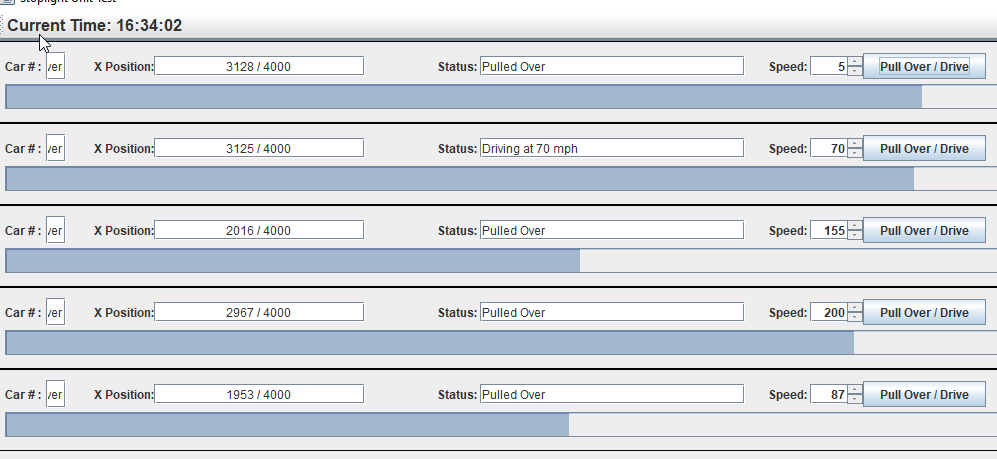 Stoplight Unit Test
Current Time: 16:34:02
Car # : ver X Position: 3128 / 4000 Status: Pulled Over Speed: 5 Pull Over / Drive
Car # : ver X Position: 3125 / 4000 Status: Driving at 70 mph Speed: 70 Pull Over / Drive
Car # : ver X Position: 2016 / 4000 Status: Pulled Over Speed: 155 Pull Over / Drive
Car # : ver X Position: 2967 / 4000 Status: Pulled Over Speed: 200 Pull Over / Drive
Car # : ver X Position: 1953 / 4000 Status: Pulled Over Speed: 87 Pull Over / Drive